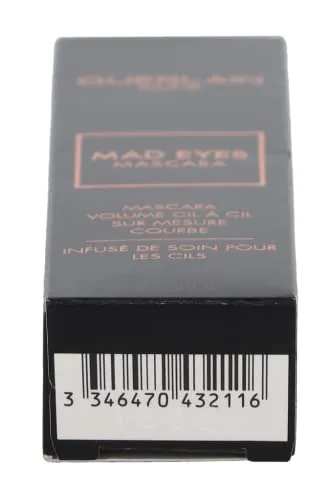 GUERLAIN
MAD EYES
MASCARA
MASCARA
VOLUME CIL À CIL
SUR MESURE
COURBE
INFUSÉ DE SOIN POUR
LES CILS
3 346470 432116